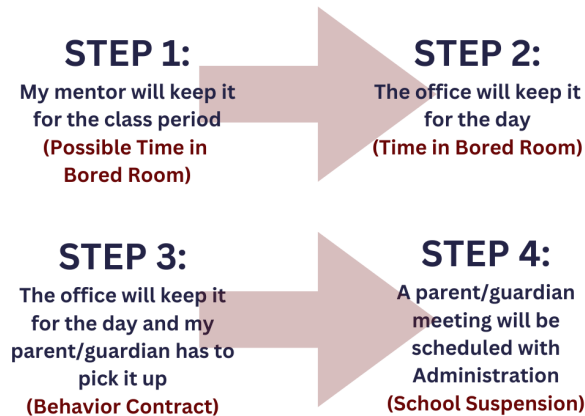 STEP 1:
My mentor will keep it
for the class period
(Possible Time in
Bored Room)
STEP 2:
The office will keep it
for the day
(Time in Bored Room)
STEP 3:
The office will keep it
for the day and my
parent/guardian has to
pick it up
(Behavior Contract)
STEP 4:
A parent/guardian
meeting will be
scheduled with
Administration
(School Suspension)